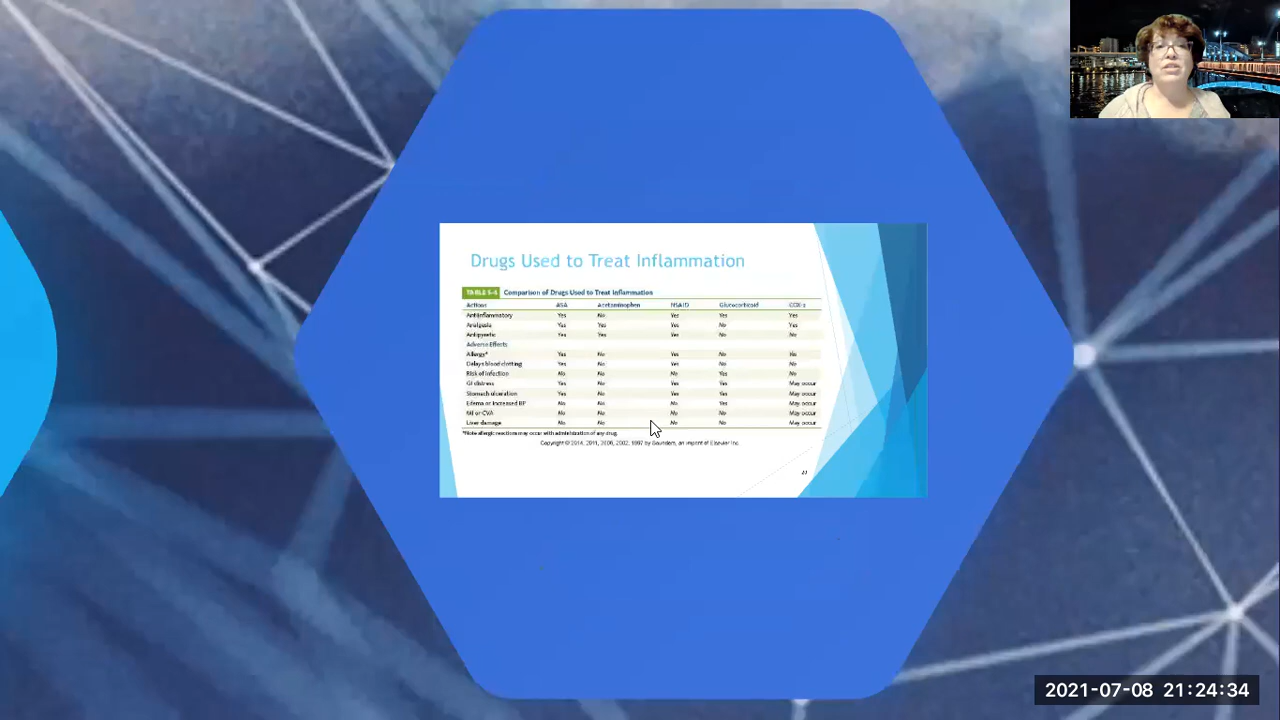 Drugs Used to Treat Inflammation
TABLE 5-5 Comparison of Drugs Used to Treat Inflammation
Actions ASA Acetaminophen NSAID Glucocorticoid COX-2
Antiinflammatory Yes No Yes Yes Yes
Analgesia Yes Yes Yes No Yes
Antipyretic Yes Yes Yes No No
Adverse Effects
Allergy* Yes No Yes No No
Delays blood clotting Yes No Yes No No
Risk of infection No No No Yes No
GI distress Yes No Yes Yes May occur
Stomach ulceration Yes No Yes Yes May occur
Edema or increased BP No No No Yes May occur
MI or CVA No No No No May occur
Liver damage No No No No May occur
*Note allergic reactions may occur with administration of any drug.
Copyright © 2014, 2011, 2006, 2002, 1997 by Saunders, an imprint of Elsevier Inc.
2021-07-08 21:24:34